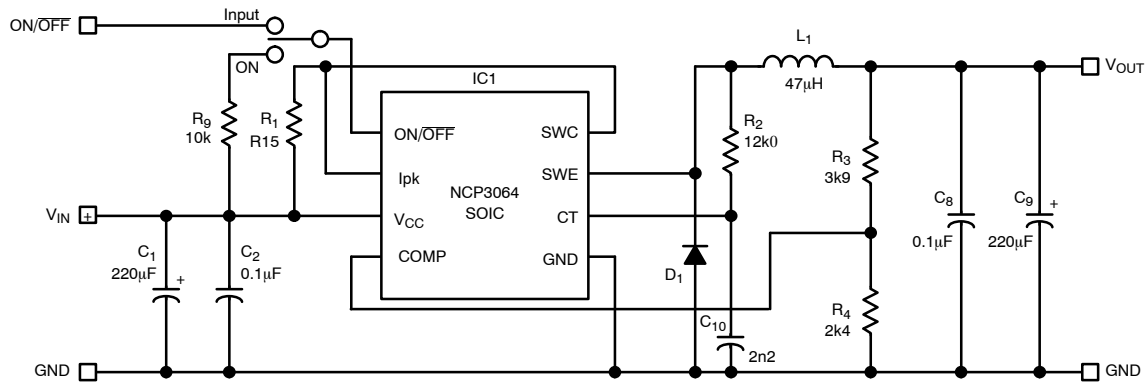 ON/OFF
Input
ON
R9
10k
R1
R15
IC1
ON/OFF
Ipk
VCC
COMP
NCP3064
SOIC
SWC
SWE
CT
GND
L1
47µH
R2
12k0
R3
3k9
R4
2k4
VOUT
C8
0.1µF
C9
+
220µF
VIN
+
C1
220µF
+
C2
0.1µF
D1
C10
2n2
GND
GND